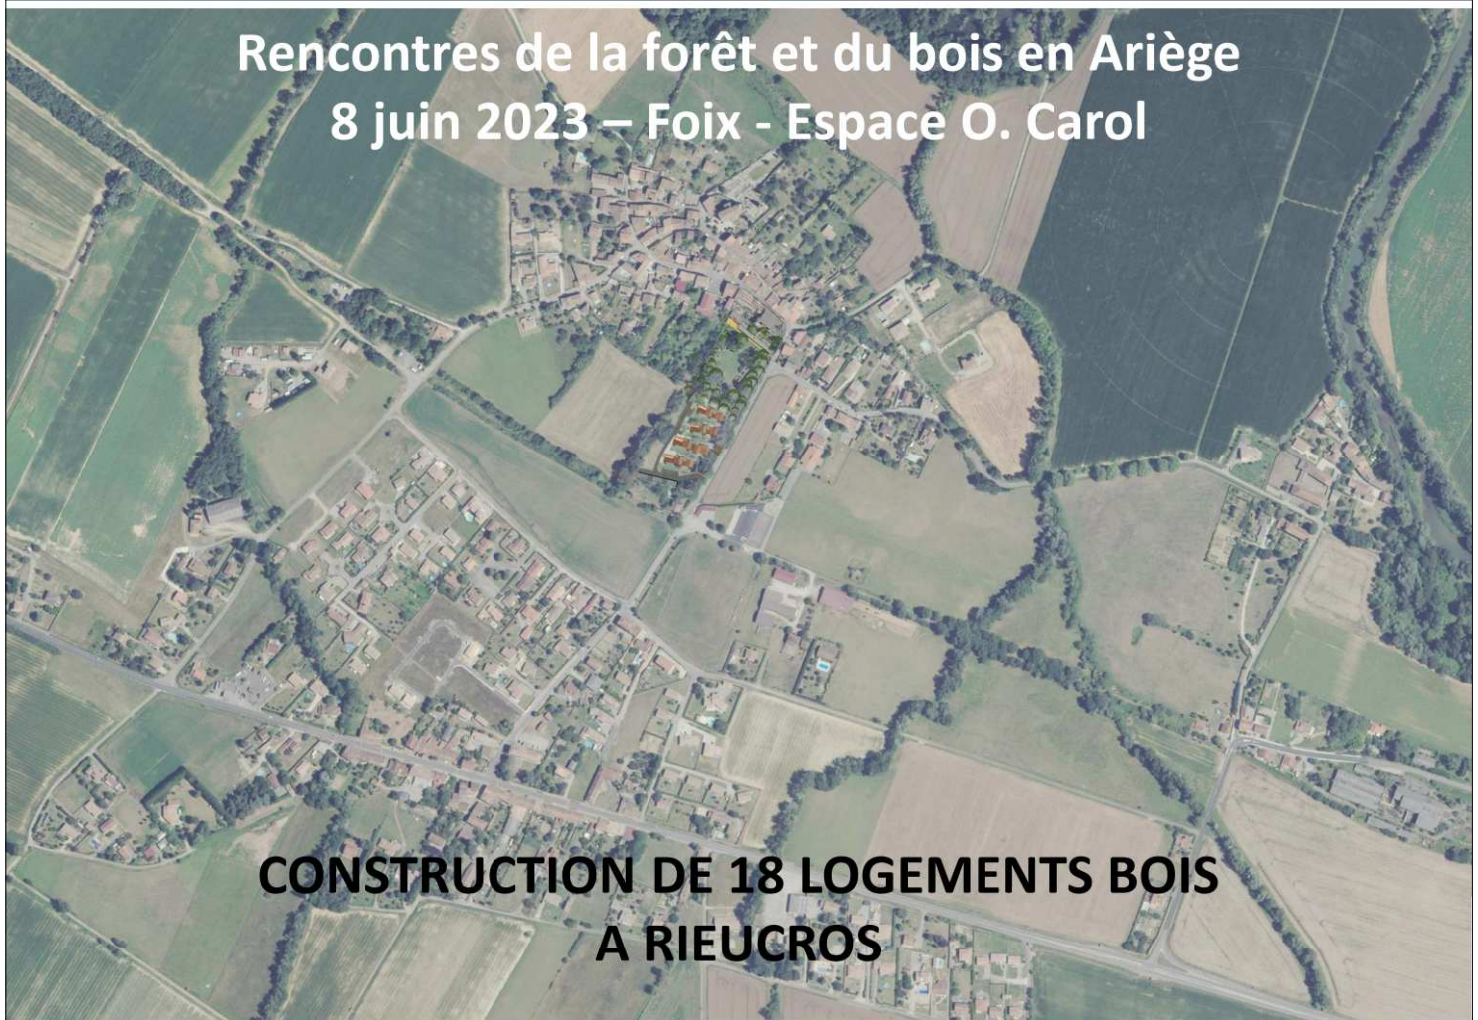 Rencontres de la forêt et du bois en Ariège
8 juin 2023 – Foix - Espace O. Carol
CONSTRUCTION DE 18 LOGEMENTS BOIS
A RIEUCROS